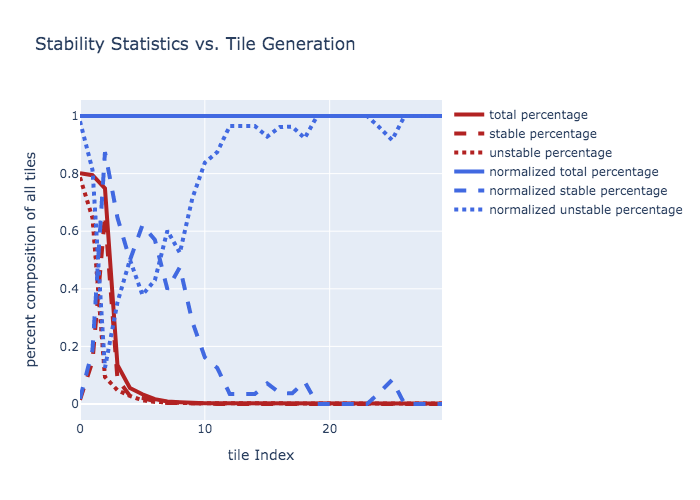 Stability Statistics vs. Tile Generation
percent composition of all tiles
1
0.8
0.6
0.4
0.2
0
0
10
20
tile Index
total percentage
stable percentage
unstable percentage
normalized total percentage
normalized stable percentage
normalized unstable percentage